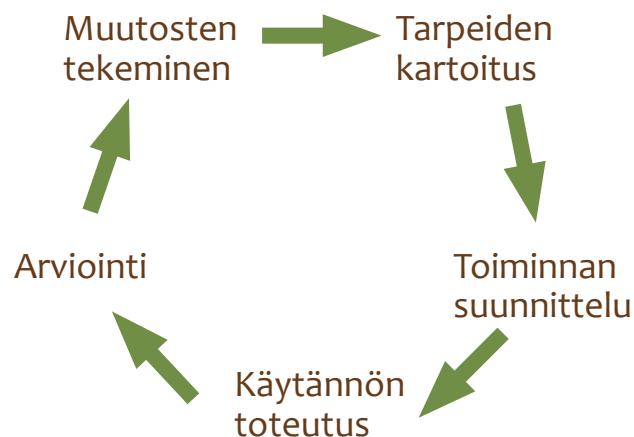 Muutosten
tekeminen
Tarpeiden
kartoitus
Arviointi
Toiminnan
suunnittelu
Käytännön
toteutus